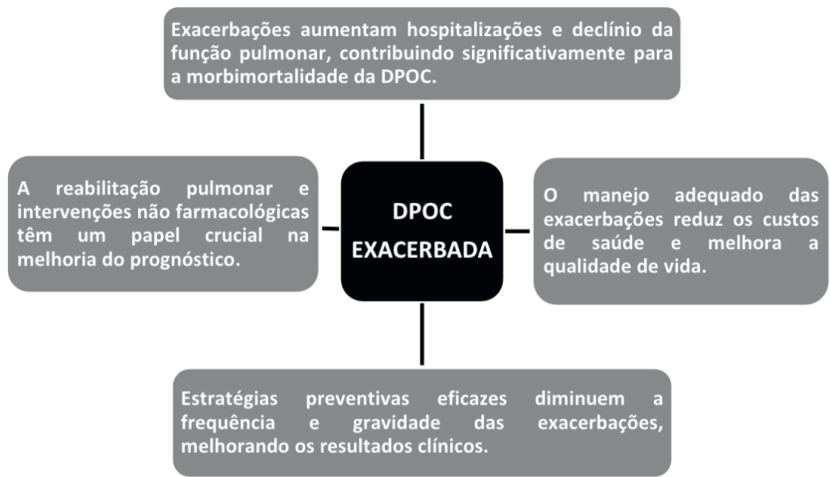 Exacerbações aumentam hospitalizações e declínio da
função pulmonar, contribuindo significativamente para
a morbimortalidade da DPOC.
A reabilitação pulmonar e
intervenções não farmacológicas
têm um papel crucial na
melhoria do prognóstico.
DPOC
EXACERBADA
O manejo adequado das
exacerbações reduz os custos
de saúde e melhora a
qualidade de vida.
Estratégias preventivas eficazes diminuem a
frequência e gravidade das exacerbações,
melhorando os resultados clínicos.